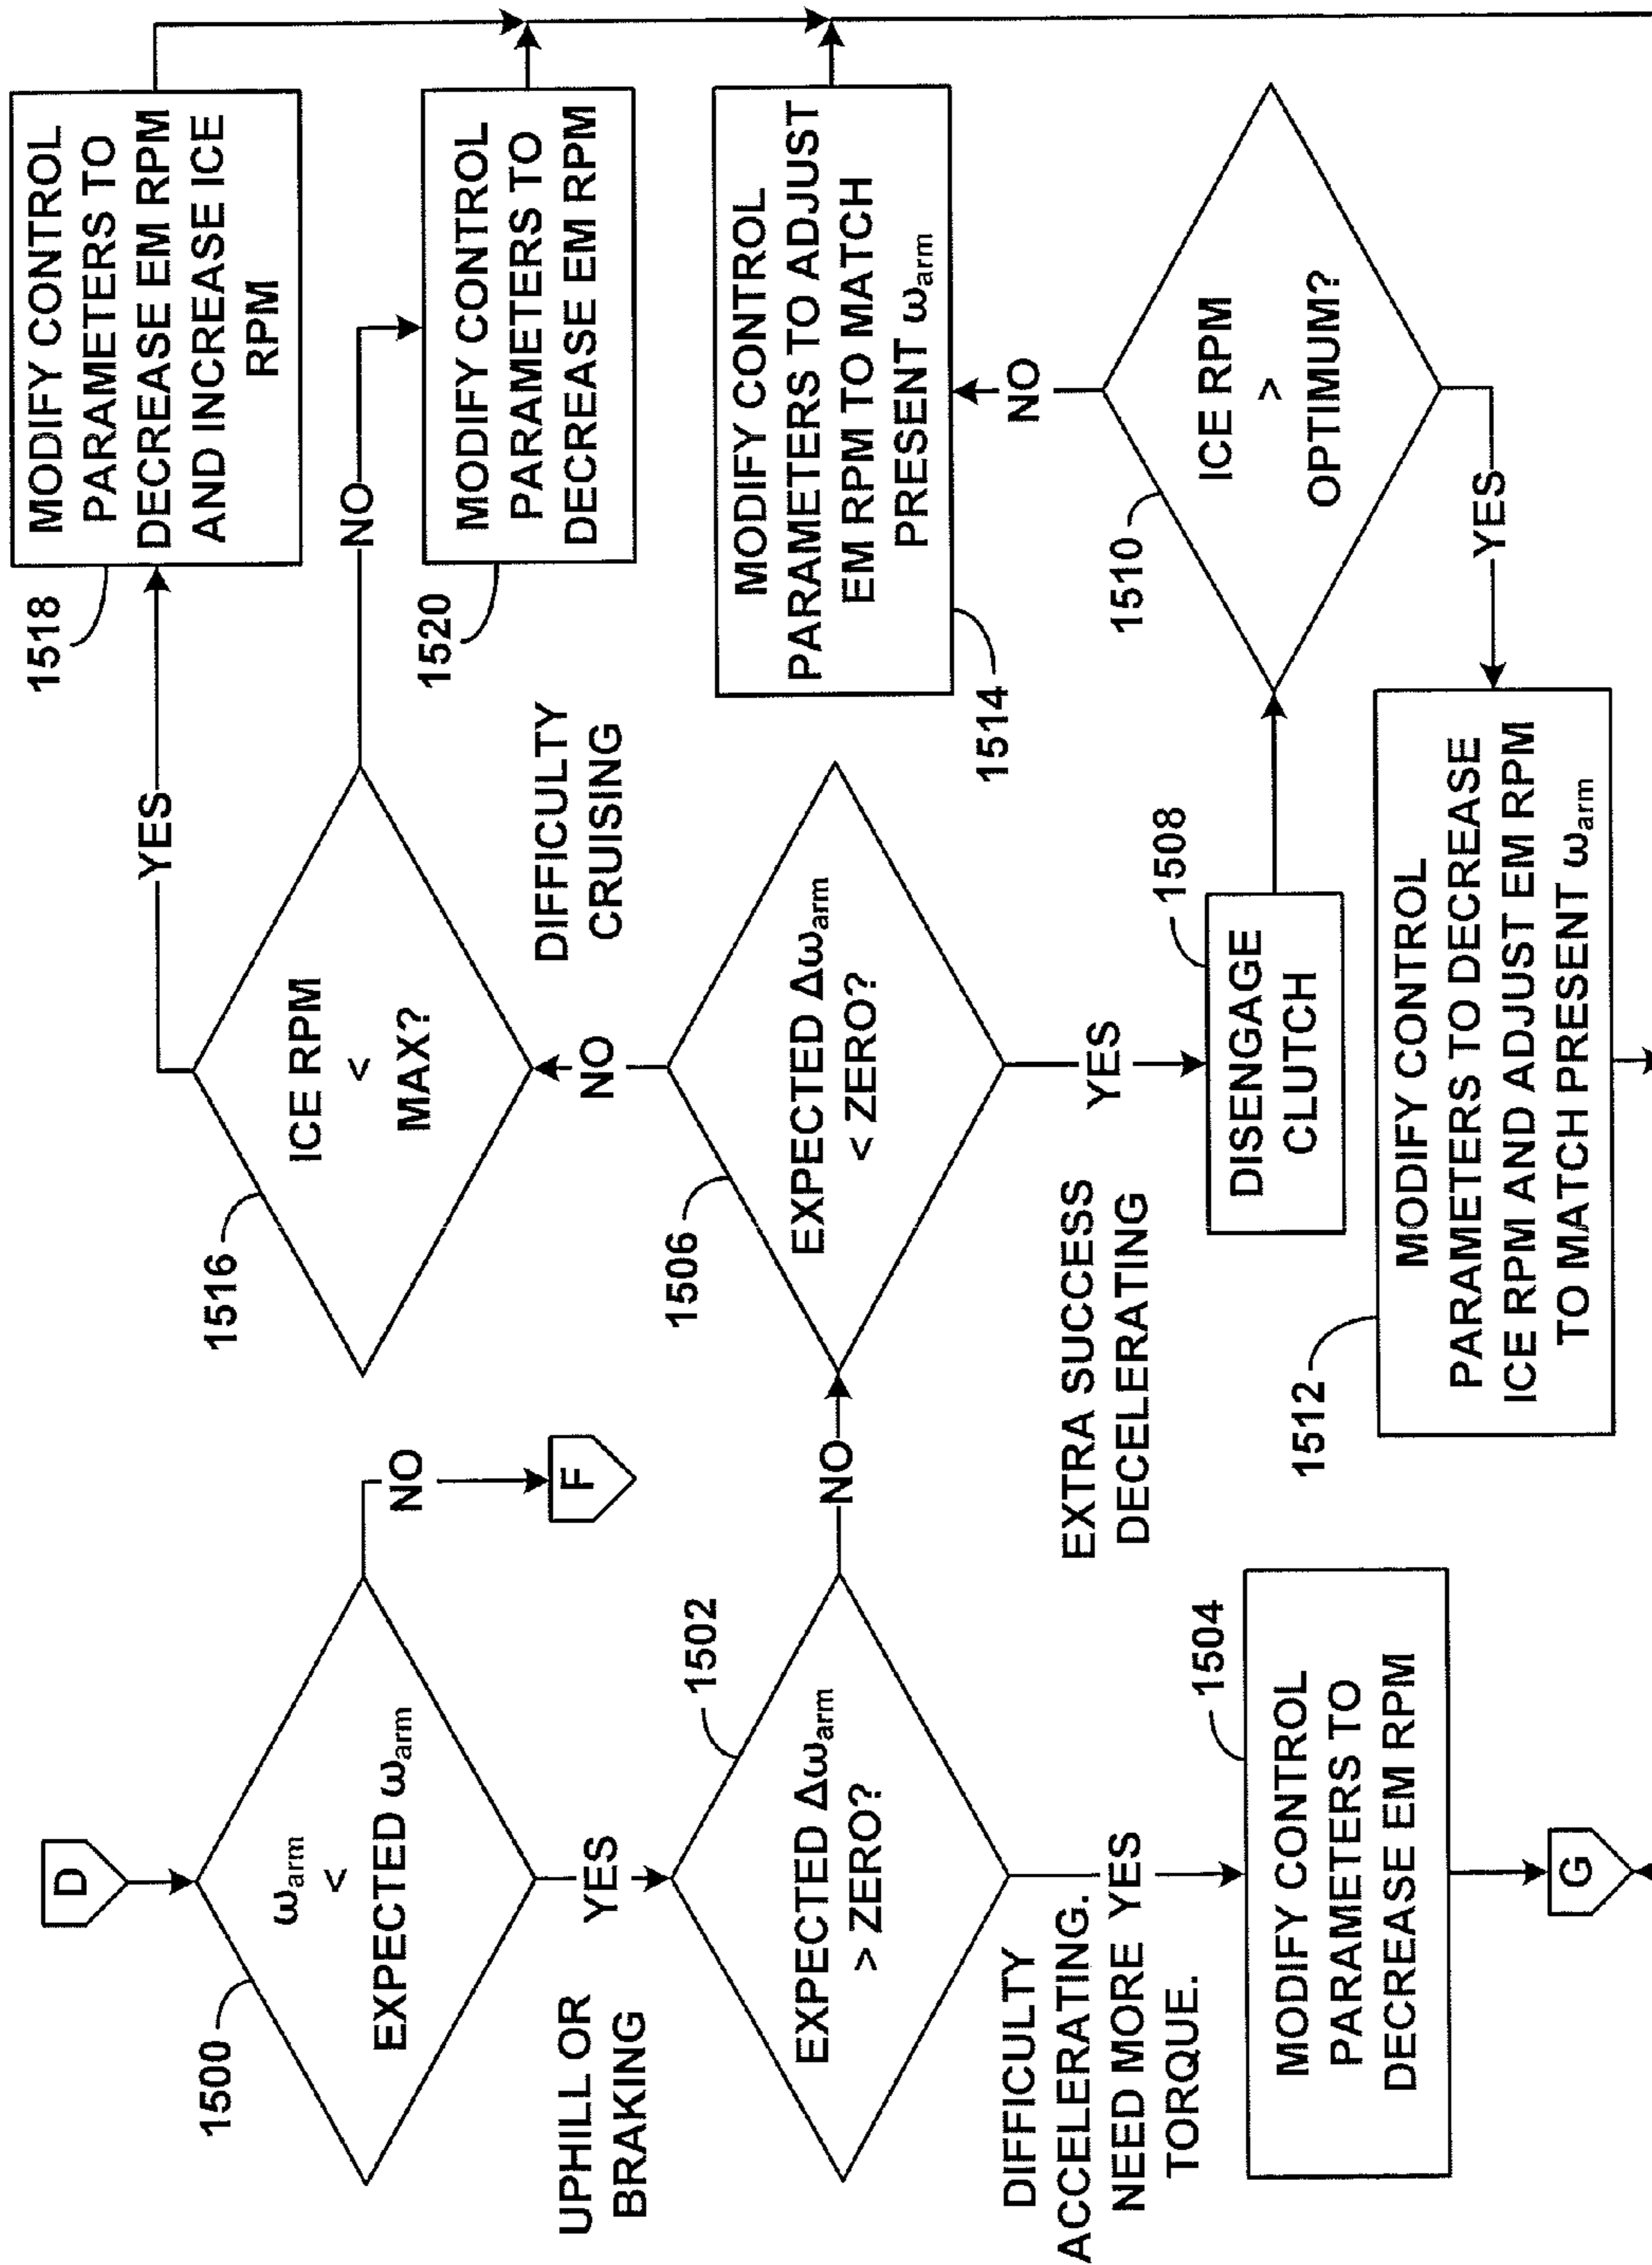 D
1500
ω_arm
<
EXPECTED ω_arm
NO
F
UPHILL OR
BRAKING
YES
1502
EXPECTED Δω_arm
> ZERO?
DIFFICULTY
ACCELERATING.
NEED MORE
TORQUE.
YES
1504
MODIFY CONTROL
PARAMETERS TO
DECREASE EM RPM
G
NO
1506
EXPECTED Δω_arm
< ZERO?
NO
DIFFICULTY
CRUISING
1516
ICE RPM
<
MAX?
YES
1518
MODIFY CONTROL
PARAMETERS TO
DECREASE EM RPM
AND INCREASE ICE
RPM
NO
1520
MODIFY CONTROL
PARAMETERS TO
DECREASE EM RPM
EXTRA SUCCESS
DECELERATING
YES
1508
DISENGAGE
CLUTCH
1510
ICE RPM
>
OPTIMUM?
NO
1514
MODIFY CONTROL
PARAMETERS TO ADJUST
EM RPM TO MATCH
PRESENT ω_arm
YES
1512
MODIFY CONTROL
PARAMETERS TO DECREASE
ICE RPM AND ADJUST EM RPM
TO MATCH PRESENT ω_arm